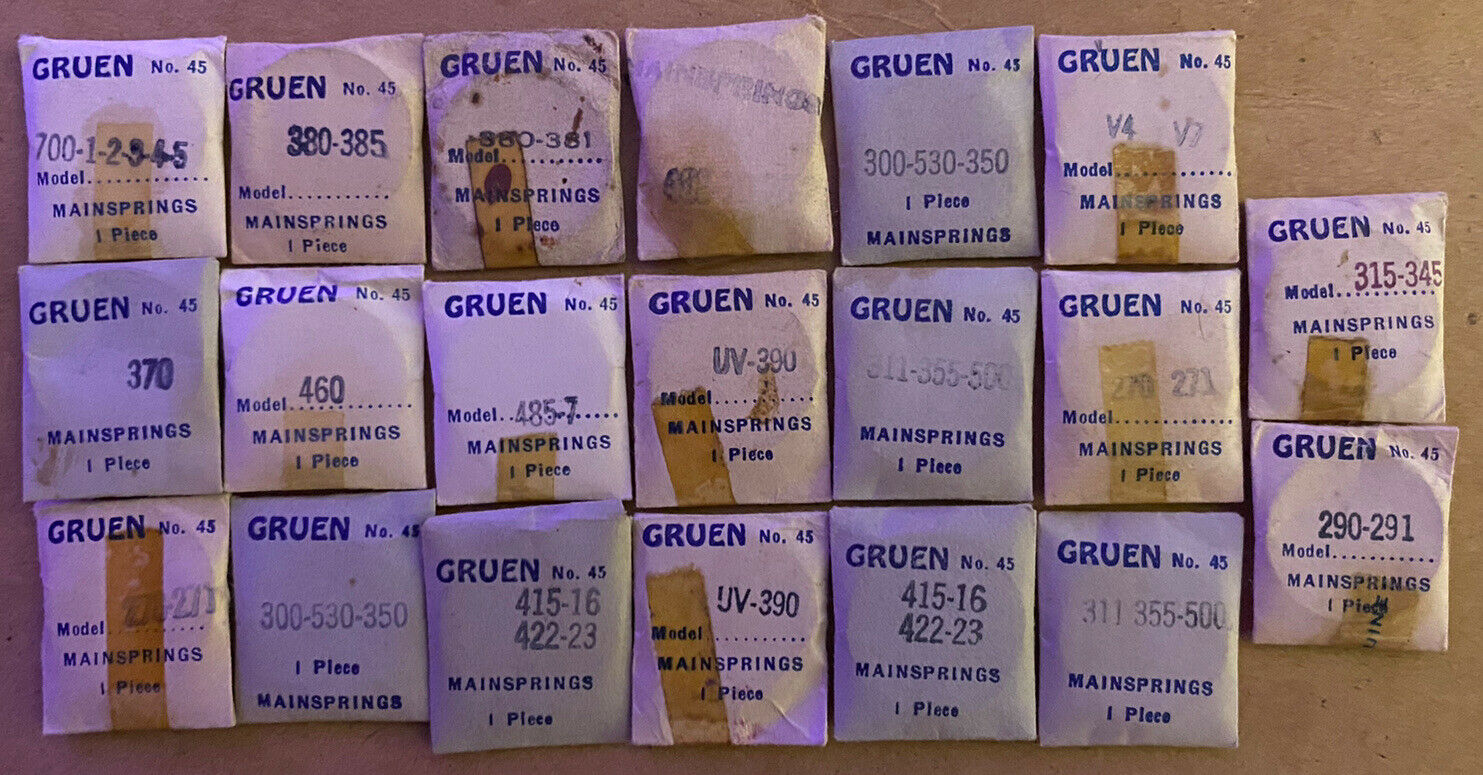 GRUEN No. 45
700-1-2-3-4-5
Model..............
MAINSPRINGS
1 Piece
GRUEN No. 45
380-385
Model...........
MAINSPRINGS
1 Piece
GRUEN No. 45
380-381
Model...........
MAINSPRINGS
1 Piece
GRUEN No. 45
300-530-350
1 Piece
MAINSPRINGS
GRUEN No. 45
V4 V7
Model..............
MAINSPRINGS
1 Piece
GRUEN No. 45
315-345
Model...........
MAINSPRINGS
1 Piece
GRUEN No. 45
370
MAINSPRINGS
1 Piece
GRUEN No. 45
460
Model..............
MAINSPRINGS
1 Piece
GRUEN No. 45
Model..485-7......
MAINSPRINGS
1 Piece
GRUEN No. 45
UV-390
Model..............
MAINSPRINGS
1 Piece
GRUEN No. 45
311-355-500
MAINSPRINGS
1 Piece
GRUEN No. 45
270 271
Model..............
MAINSPRINGS
1 Piece
GRUEN No. 45
290-291
Model...........
MAINSPRINGS
1 Piece
GRUEN No. 45
Model...........
MAINSPRINGS
1 Piece
GRUEN No. 45
300-530-350
1 Piece
MAINSPRINGS
GRUEN No. 45
415-16
422-23
MAINSPRINGS
1 Piece
GRUEN No. 45
UV-390
Model...........
MAINSPRINGS
1 Piece
GRUEN No. 45
415-16
422-23
MAINSPRINGS
1 Piece
GRUEN No. 45
311 355-500
MAINSPRINGS
1 Piece